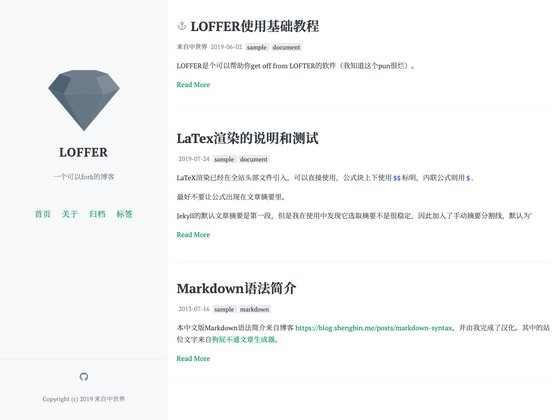 LOFFER
一个可以fork的博客
首页 关于 归档 标签
Copyright (c) 2019 来自中世界
LOFFER使用基础教程
来自中世界 2019-06-02 sample document
LOFFER是个可以帮助你get off from LOFTER的软件（我知道这个pun很烂）。
Read More
LaTex渲染的说明和测试
2019-07-24 sample document
LaTeX渲染已经在全站头部文件引入，可以直接使用，公式块上下使用 $$ 标明，内联公式则用 $ 。
最好不要让公式出现在文章摘要里。
Jekyll的默认文章摘要是第一段，但是我在使用中发现它选取摘要不是很稳定，因此加入了手动摘要分割线，默认为'
Read More
Markdown语法简介
2015-07-16 sample markdown
本中文版Markdown语法简介来自博客 https://blog.shengbin.me/posts/markdown-syntax，并由我完成了汉化。其中的站
位文字来自狗屁不通文章生成器。
Read More